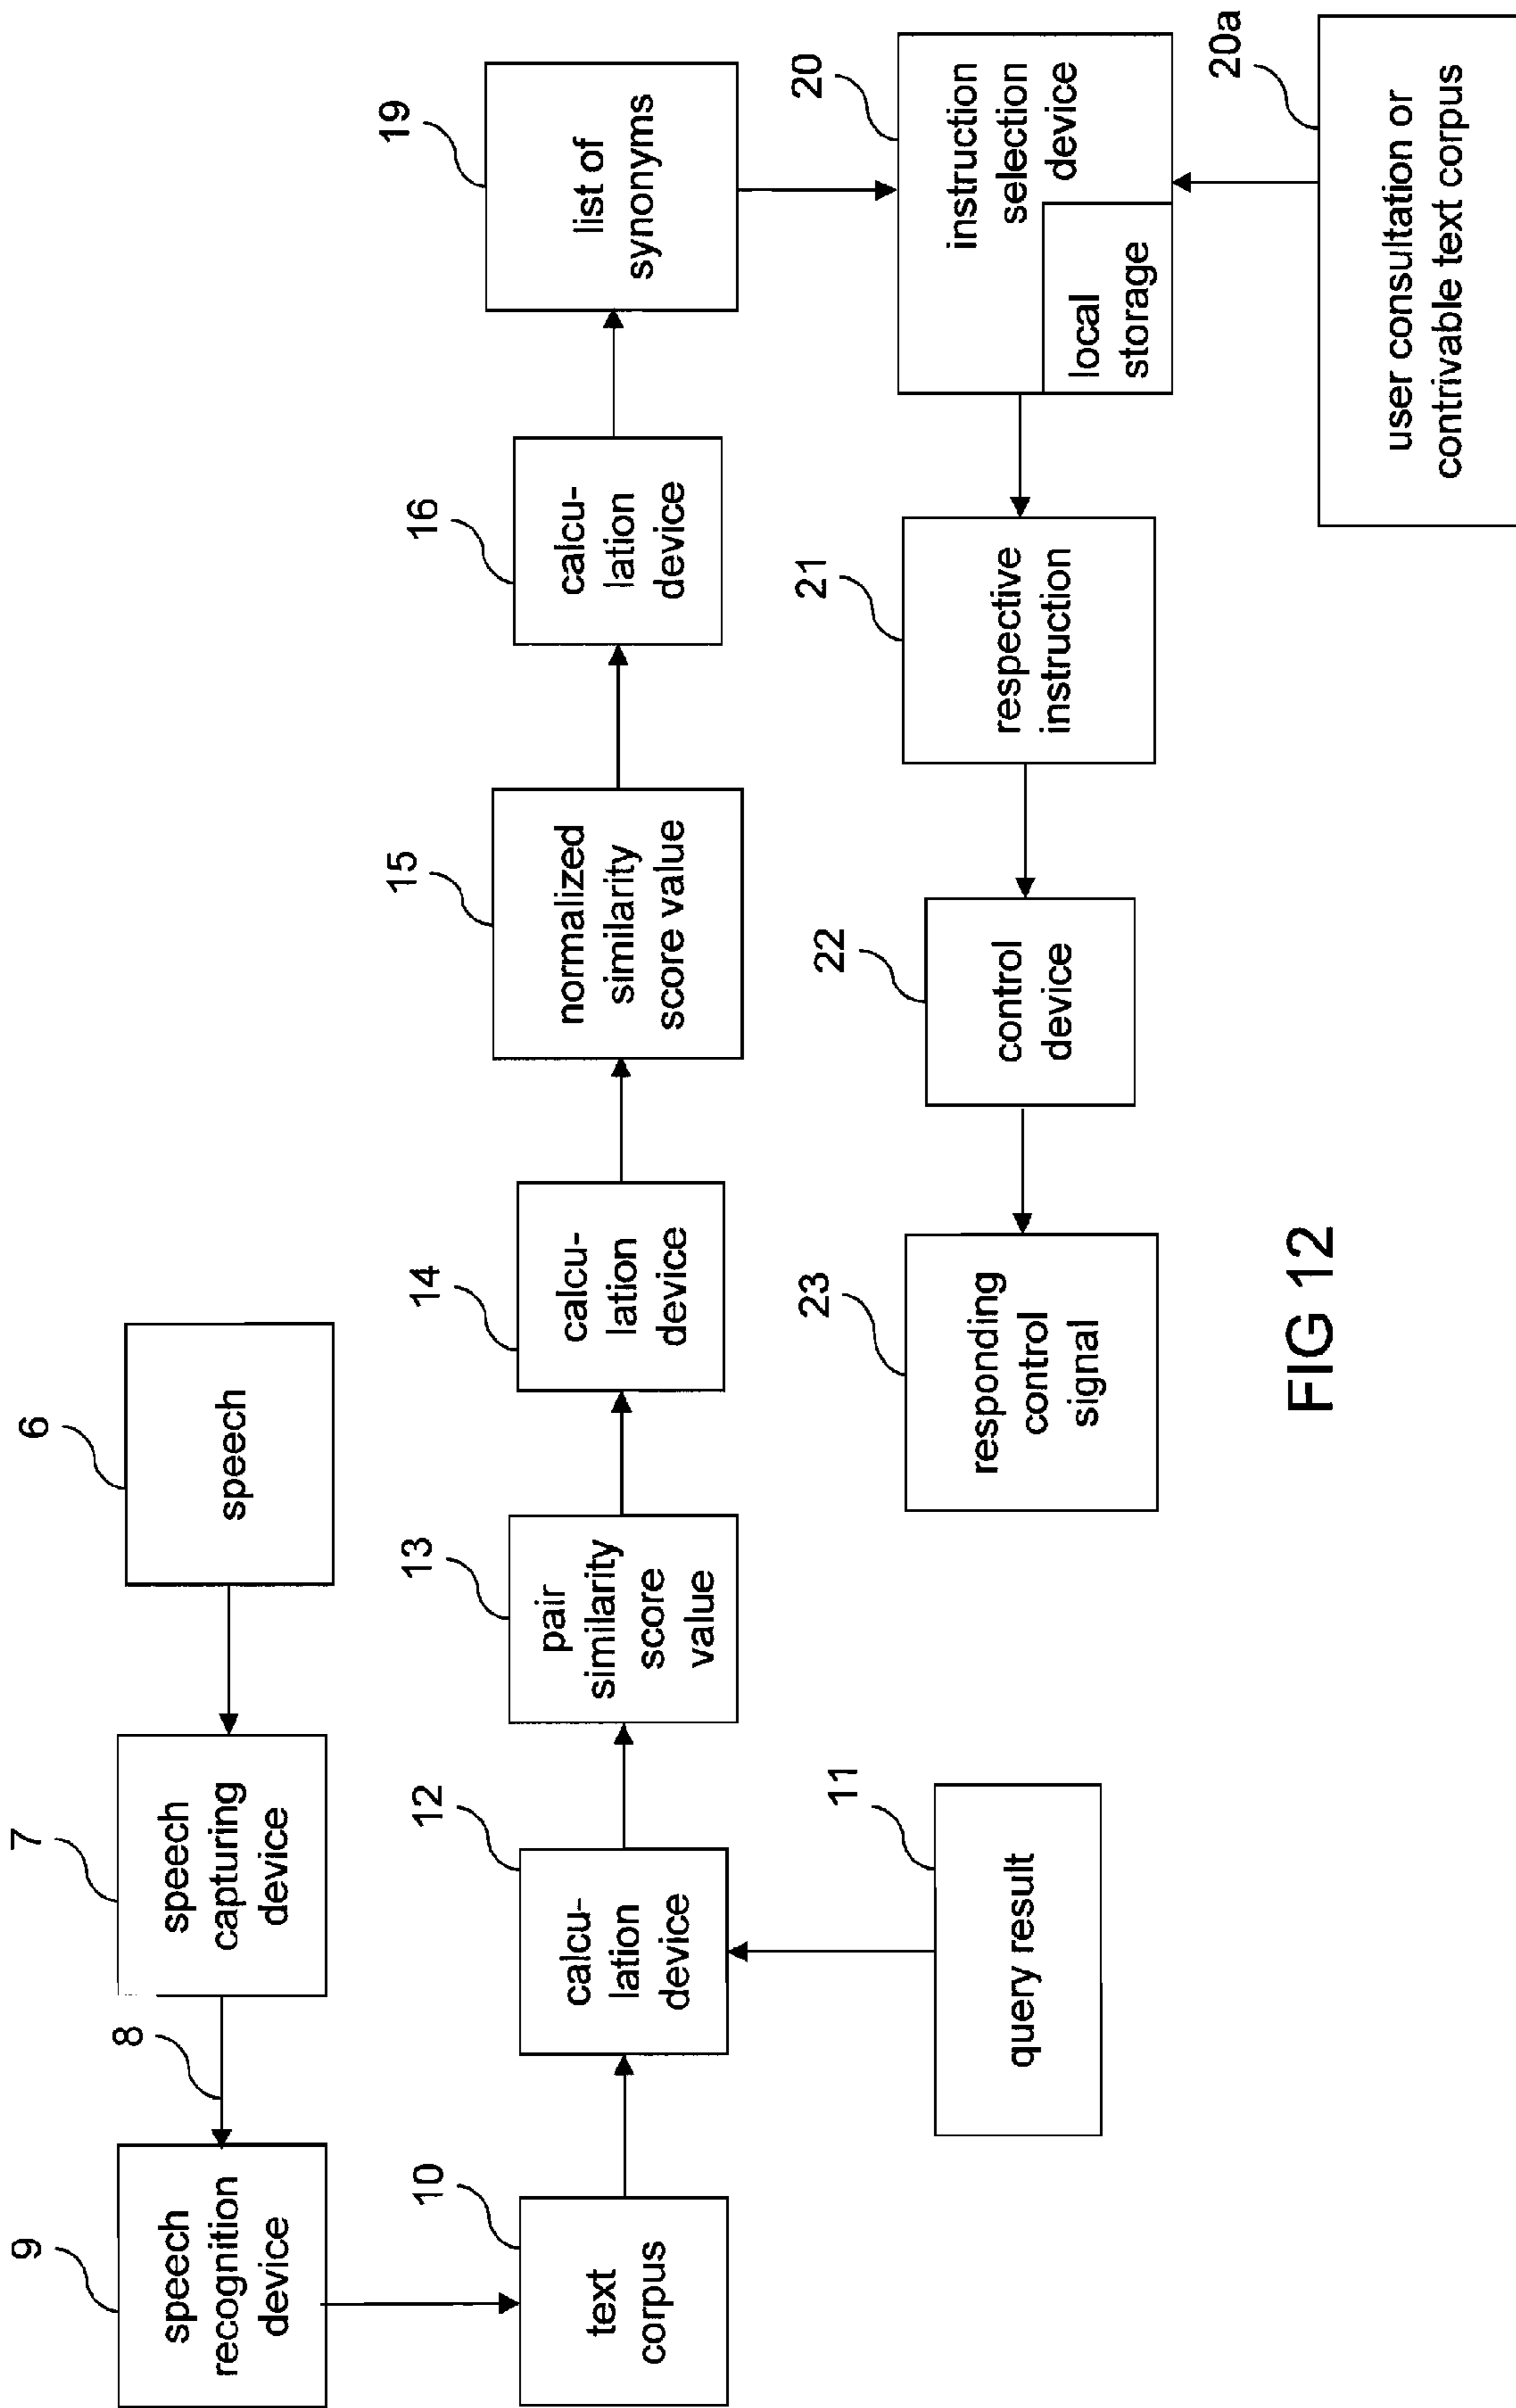 6
speech
7
speech
capturing
device
8
9
speech
recognition
device
10
text
corpus
11
query result
12
calcu-
lation
device
13
pair
similarity
score
value
14
calcu-
lation
device
15
normalized
similarity
score value
16
calcu-
lation
device
19
list of
synonyms
20
instruction
selection
device
local
storage
20a
user consultation or
contrivable text corpus
21
respective
instruction
22
control
device
23
responding
control
signal
FIG 12